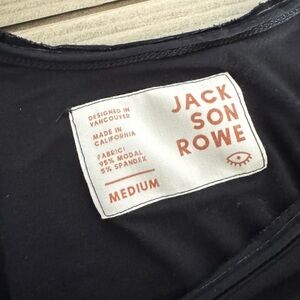 DESIGNED IN
VANCOUVER
MADE IN
CALIFORNIA
FABRIC:
95% MODAL
5% SPANDEX
MEDIUM
JACK
SON
ROWE